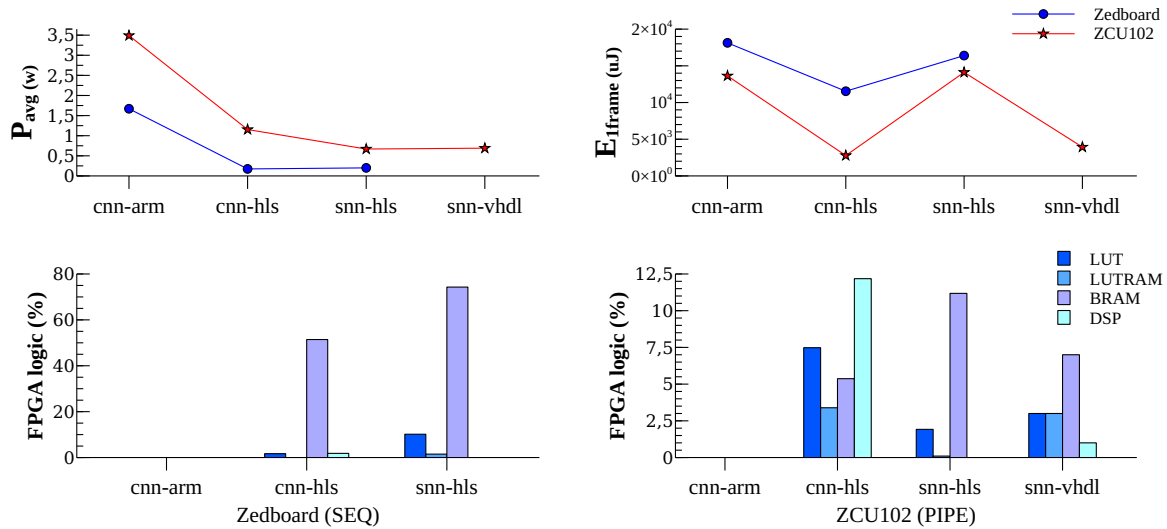 P_avg (w)
3,5
3
2,5
2
1,5
1
0,5
0
cnn-arm cnn-hls snn-hls snn-vhdl
E_1frame (uJ)
2×10⁴
10⁴
5×10³
0×10⁰
cnn-arm cnn-hls snn-hls snn-vhdl
Zedboard
ZCU102
FPGA logic (%)
80
60
40
20
0
cnn-arm cnn-hls snn-hls
Zedboard (SEQ)
FPGA logic (%)
12,5
10
7,5
5
2,5
0
cnn-arm cnn-hls snn-hls snn-vhdl
ZCU102 (PIPE)
LUT
LUTRAM
BRAM
DSP